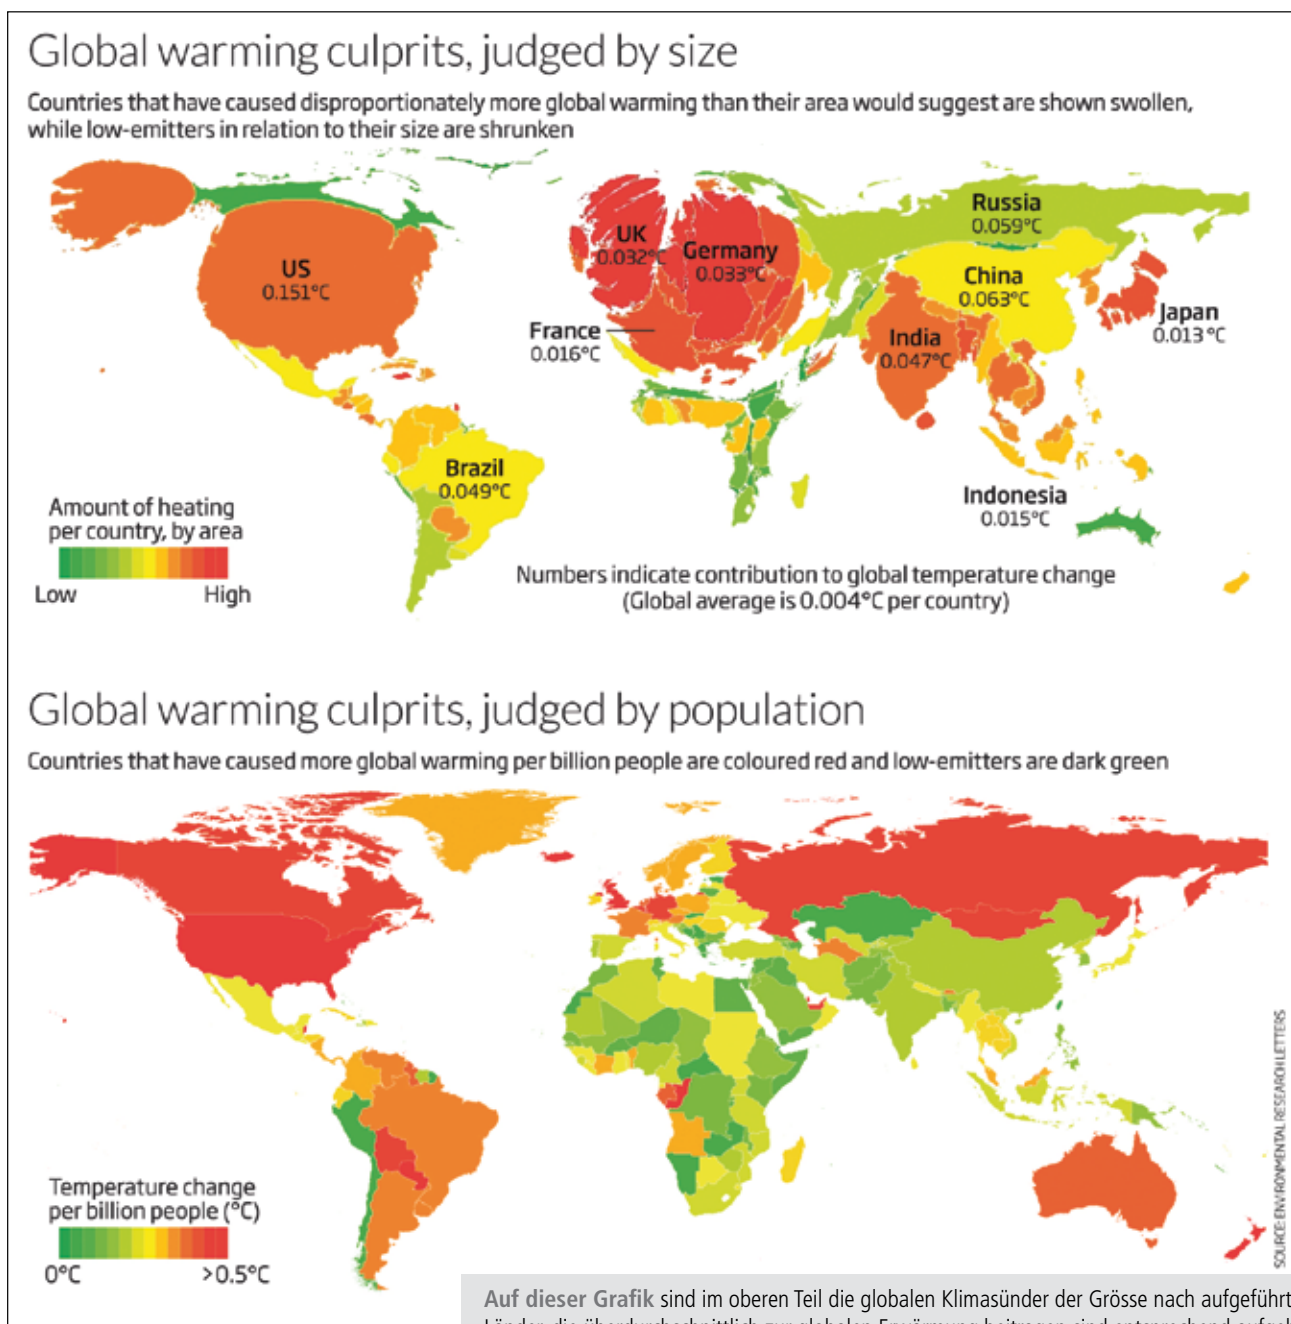 Global warming culprits, judged by size
Countries that have caused disproportionately more global warming than their area would suggest are shown swollen,
while low-emitters in relation to their size are shrunken
Russia
0.059°C
UK
0.032°C
Germany
0.033°C
US
0.151°C
China
0.063°C
Japan
0.013°C
France
0.016°C
India
0.047°C
Brazil
0.049°C
Indonesia
0.015°C
Amount of heating
per country, by area
Low High
Numbers indicate contribution to global temperature change
(Global average is 0.004°C per country)
Global warming culprits, judged by population
Countries that have caused more global warming per billion people are coloured red and low-emitters are dark green
Temperature change
per billion people (°C)
0°C >0.5°C
SOURCE: ENVIRONMENTAL RESEARCH LETTERS
Auf dieser Grafik sind im oberen Teil die globalen Klimasünder der Grösse nach aufgeführt